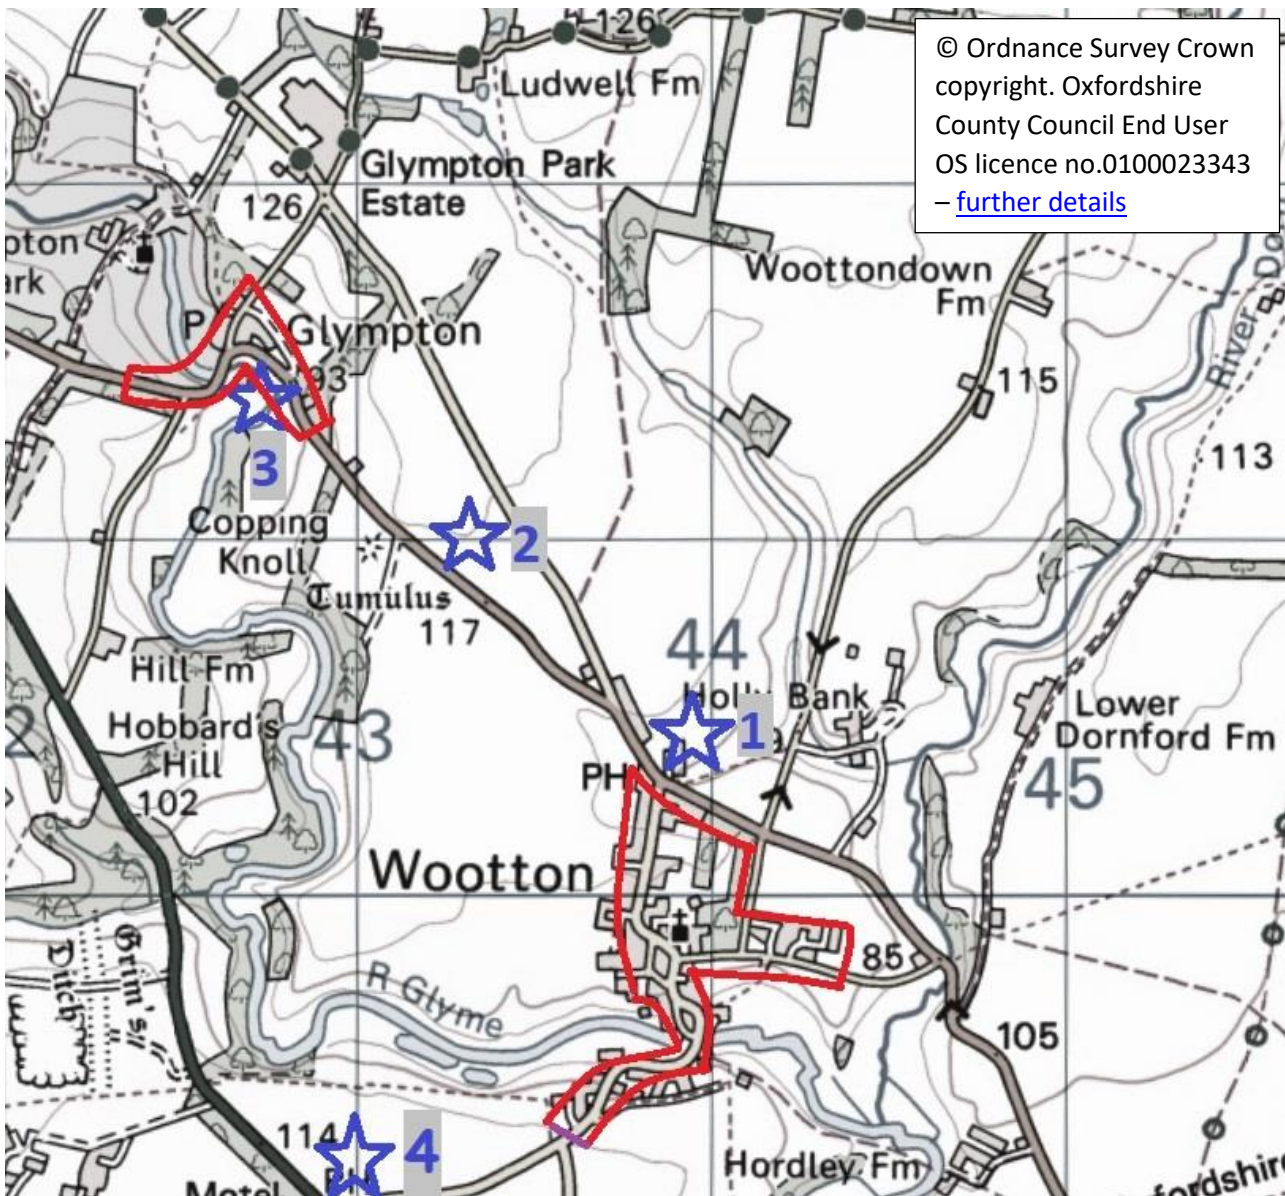 126
Ludwell Fm
© Ordnance Survey Crown
copyright. Oxfordshire
County Council End User
OS licence no.0100023343
– further details
Glympton Park
Estate
126
Woottondown
Fm
River
P
Glympton
93
115
113
3
2
Copping
Knoll
Tumulus
117
44
Hill Fm
Holly Bank
1
Lower
Dornford Fm
Hobbard's
Hill
43
45
PH
102
Wootton
Grim's
Ditch
85
R Glyme
105
114
4
Hordley Fm
Motel